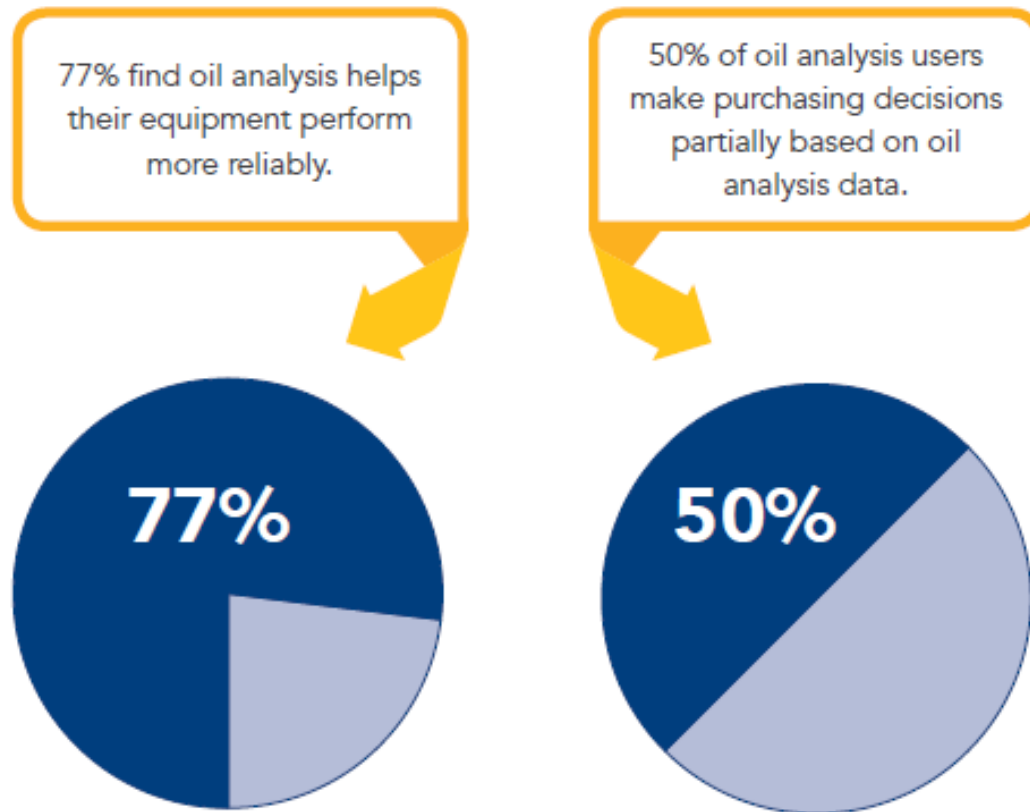 77% find oil analysis helps
their equipment perform
more reliably.
50% of oil analysis users
make purchasing decisions
partially based on oil
analysis data.
77%
50%